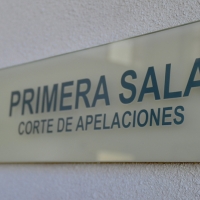 PRIMERA SALA
CORTE DE APELACIONES